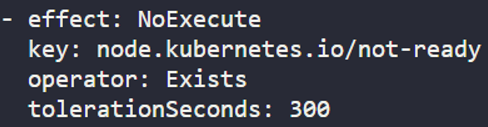 - effect: NoExecute
  key: node.kubernetes.io/not-ready
  operator: Exists
  tolerationSeconds: 300